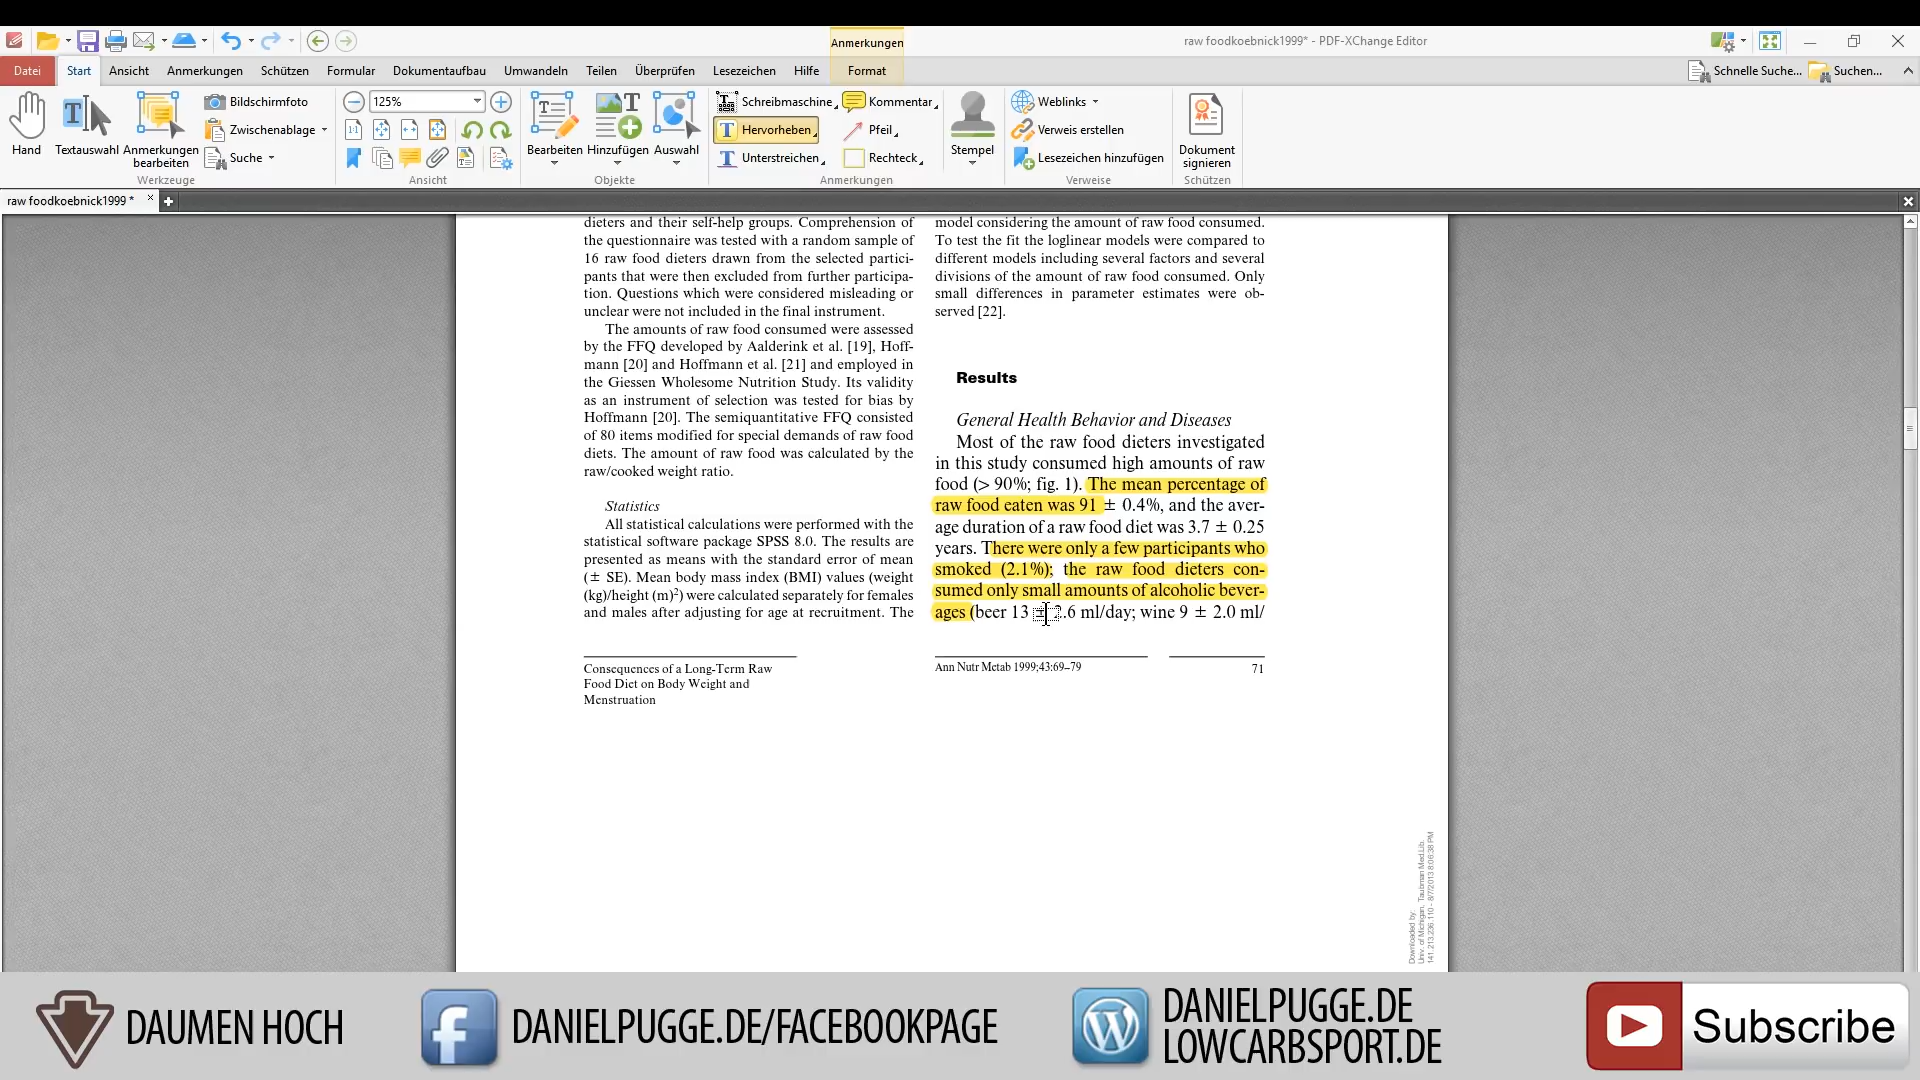 Anmerkungen
raw foodkoebnick1999* - PDF-XChange Editor
Datei Start Ansicht Anmerkungen Schützen Formular Dokumentaufbau Umwandeln Teilen Überprüfen Lesezeichen Hilfe Format
Schnelle Suche... Suchen...
Hand
Textauswahl
Anmerkungen
bearbeiten
Bildschirmfoto
Zwischenablage
Suche
Werkzeuge
125%
Ansicht
Bearbeiten
Hinzufügen
Auswahl
Objekte
Schreibmaschine
Hervorheben
Unterstreichen
Kommentar
Pfeil
Rechteck
Anmerkungen
Stempel
Weblinks
Verweis erstellen
Lesezeichen hinzufügen
Verweise
Dokument
signieren
Schützen
raw foodkoebnick1999 *
dieters and their self-help groups. Comprehension of
the questionnaire was tested with a random sample of
16 raw food dieters drawn from the selected partici-
pants that were then excluded from further participa-
tion. Questions which were considered misleading or
unclear were not included in the final instrument.
The amounts of raw food consumed were assessed
by the FFQ developed by Aalderink et al. [19], Hoff-
mann [20] and Hoffmann et al. [21] and employed in
the Giessen Wholesome Nutrition Study. Its validity
as an instrument of selection was tested for bias by
Hoffmann [20]. The semiquantitative FFQ consisted
of 80 items modified for special demands of raw food
diets. The amount of raw food was calculated by the
raw/cooked weight ratio.
Statistics
All statistical calculations were performed with the
statistical software package SPSS 8.0. The results are
presented as means with the standard error of mean
(± SE). Mean body mass index (BMI) values (weight
(kg)/height (m)²) were calculated separately for females
and males after adjusting for age at recruitment. The
model considering the amount of raw food consumed.
To test the fit the loglinear models were compared to
different models including several factors and several
divisions of the amount of raw food consumed. Only
small differences in parameter estimates were ob-
served [22].
Results
General Health Behavior and Diseases
Most of the raw food dieters investigated
in this study consumed high amounts of raw
food (> 90%; fig. 1). The mean percentage of
raw food eaten was 91 ± 0.4%, and the aver-
age duration of a raw food diet was 3.7 ± 0.25
years. There were only a few participants who
smoked (2.1%); the raw food dieters con-
sumed only small amounts of alcoholic bever-
ages (beer 13 ± .6 ml/day; wine 9 ± 2.0 ml/
Consequences of a Long-Term Raw
Food Diet on Body Weight and
Menstruation
Ann Nutr Metab 1999;43:69–79
71
Downloaded by:
Univ. of Michigan, Taubman Med.Lib.
141.213.236.110 - 8/7/2013 8:06:38 PM
DAUMEN HOCH
DANIELPUGGE.DE/FACEBOOKPAGE
DANIELPUGGE.DE
LOWCARBSPORT.DE
Subscribe